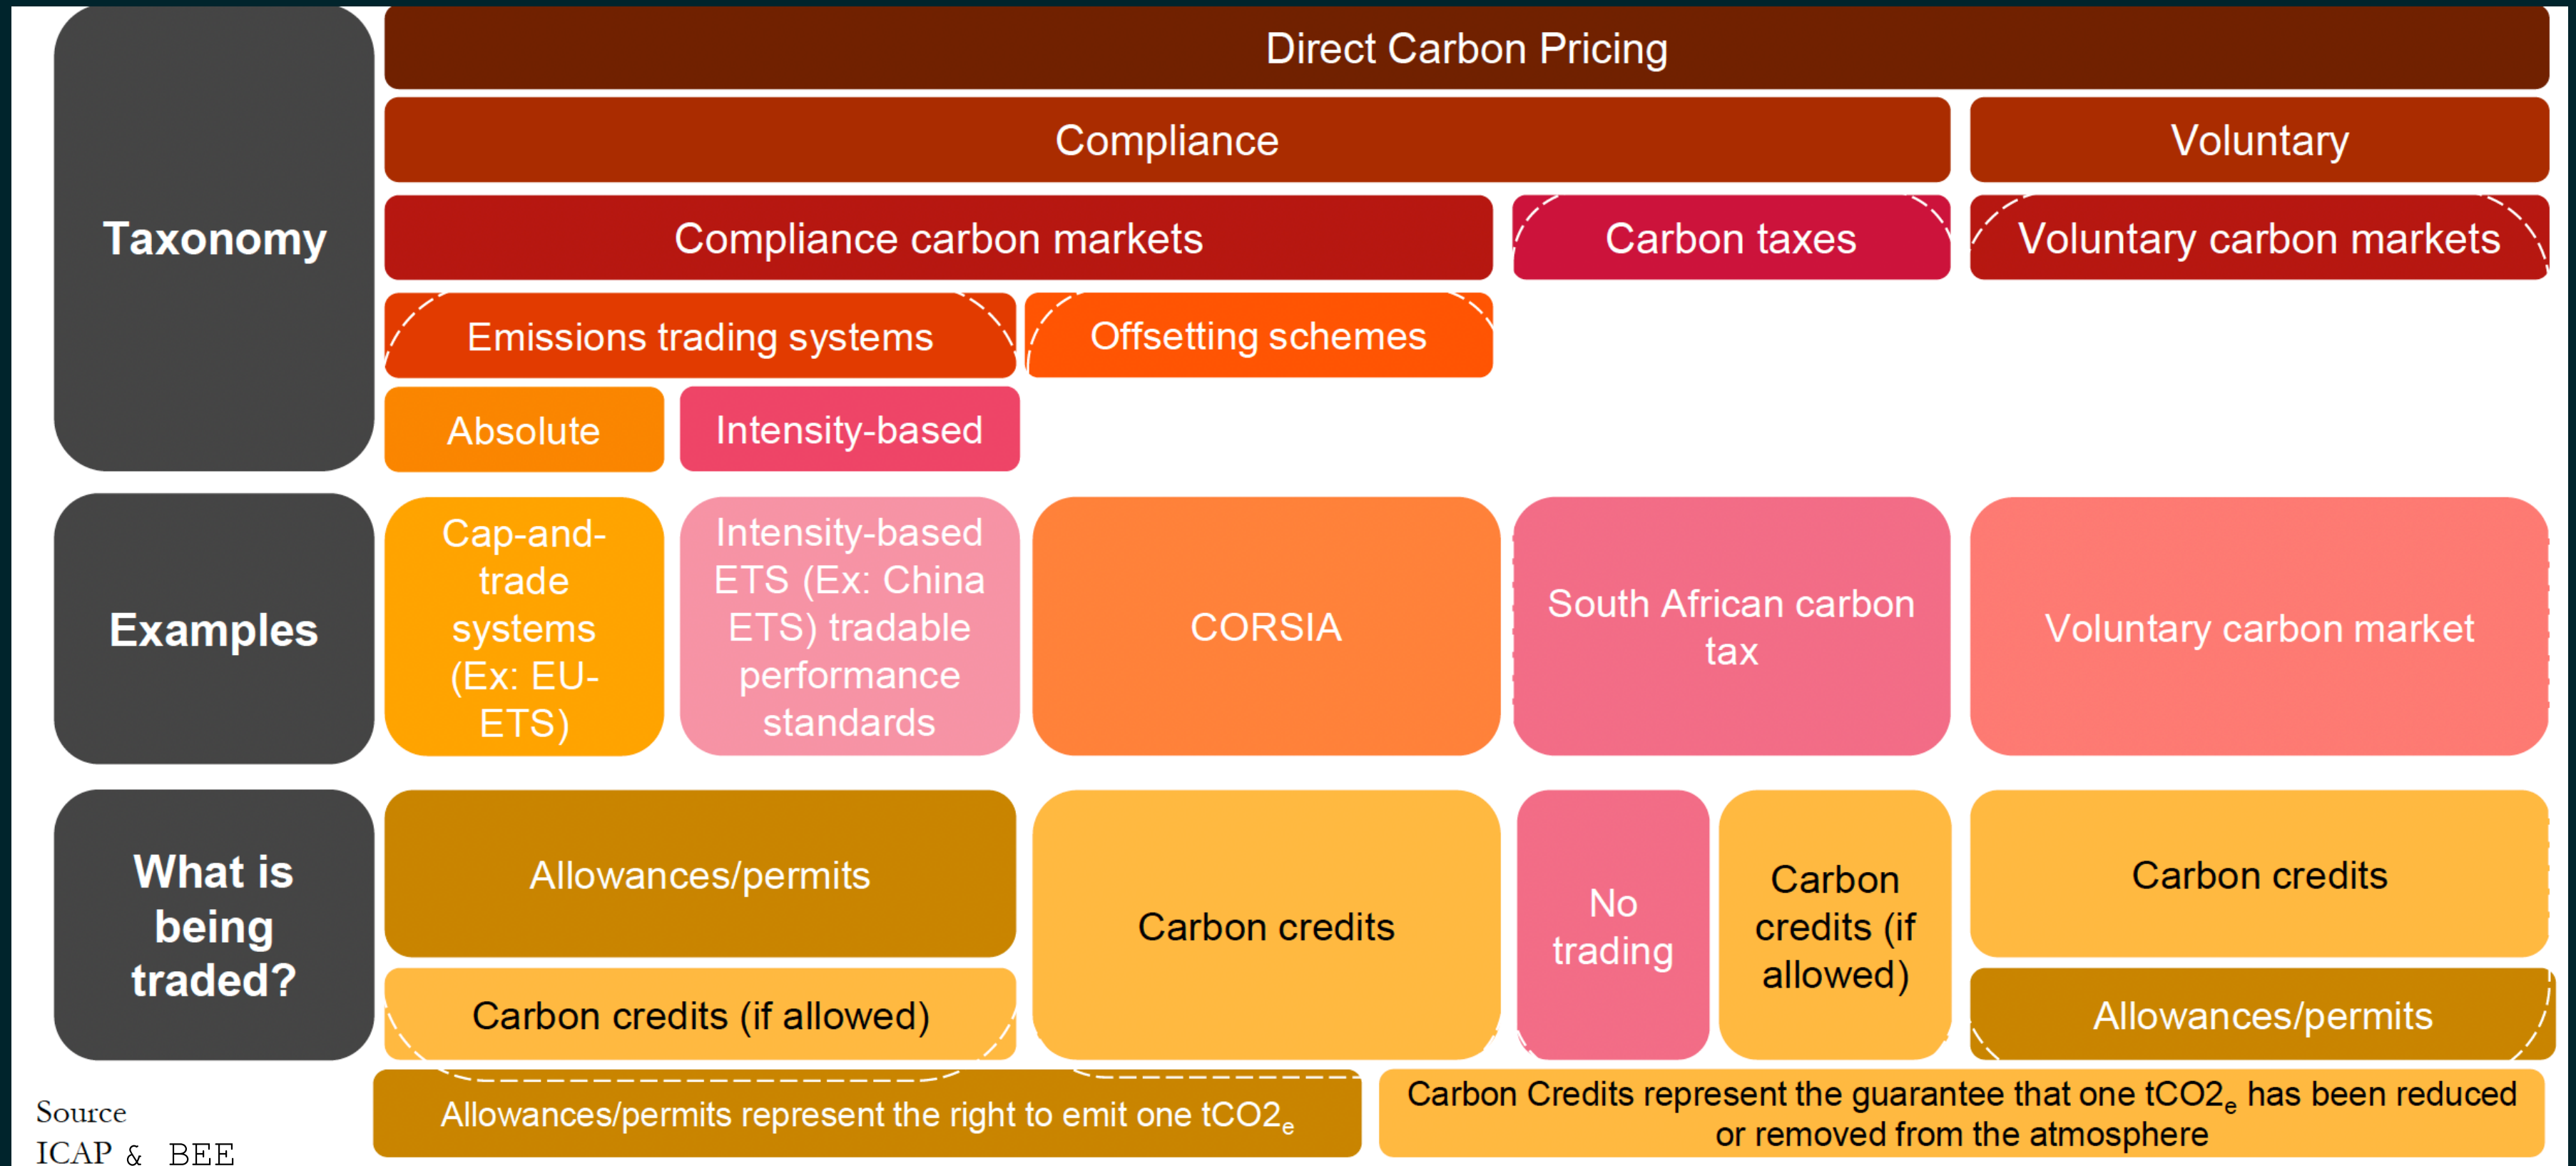 Direct Carbon Pricing
Compliance
Voluntary
Taxonomy
Compliance carbon markets
Carbon taxes
Voluntary carbon markets
Emissions trading systems
Offsetting schemes
Absolute
Intensity-based
Examples
Cap-and-
trade
systems
(Ex: EU-
ETS)
Intensity-based
ETS (Ex: China
ETS) tradable
performance
standards
CORSIA
South African carbon
tax
Voluntary carbon market
What is
being
traded?
Allowances/permits
Carbon credits (if allowed)
Carbon credits
No
trading
Carbon
credits (if
allowed)
Carbon credits
Allowances/permits
Allowances/permits represent the right to emit one tCO2e
Carbon Credits represent the guarantee that one tCO2e has been reduced
or removed from the atmosphere
Source
ICAP & BEE